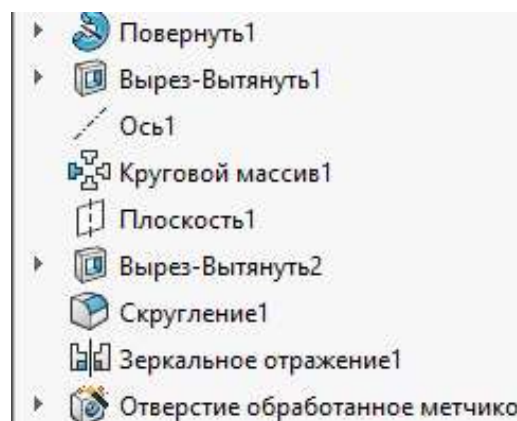 Повернуть1
Вырез-Вытянуть1
Ось1
Круговой массив1
Плоскость1
Вырез-Вытянуть2
Скругление1
Зеркальное отражение1
Отверстие обработанное метчико